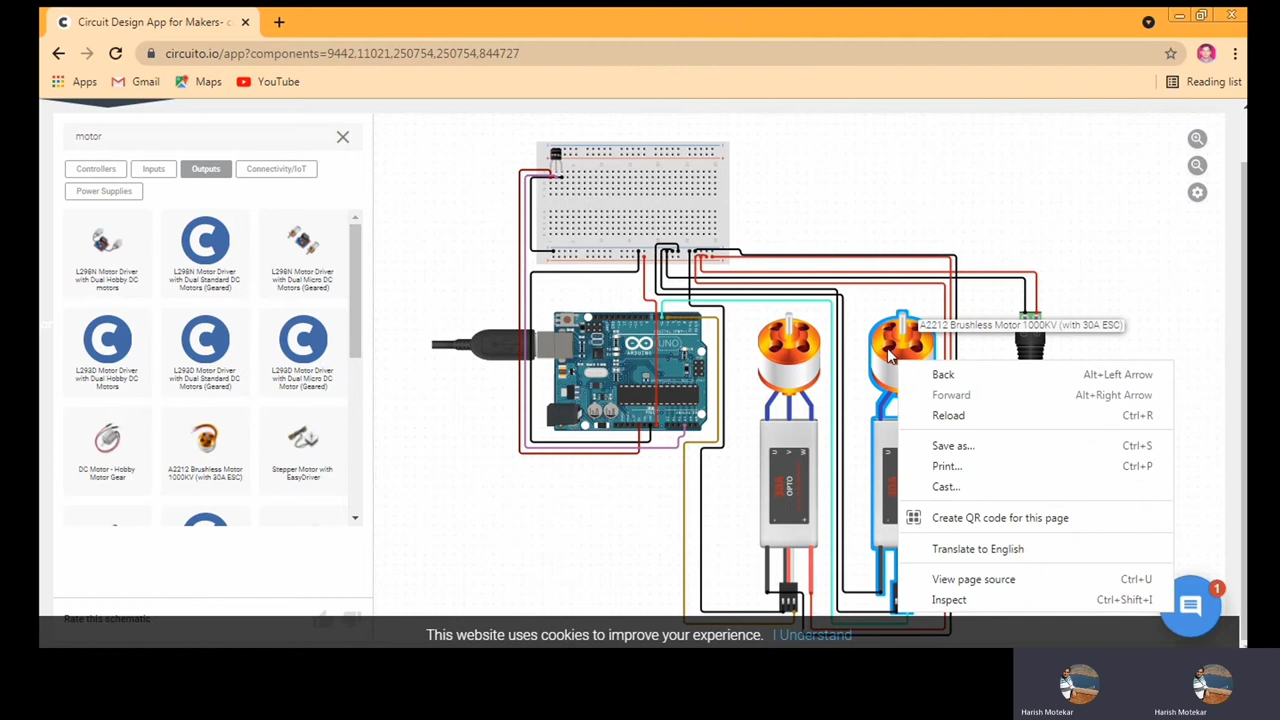 Circuit Design App for Makers- c
circuito.io/app?components=9442,11021,250754,250754,844727
Apps
Gmail
Maps
YouTube
Reading list
motor
Controllers
Inputs
Outputs
Connectivity/IoT
Power Supplies
L298N Motor Driver
with Dual Hobby DC
motors
L298N Motor Driver
with Dual Standard DC
Motors (Geared)
L298N Motor Driver
with Dual Micro DC
Motors (Geared)
L293D Motor Driver
with Dual Hobby DC
Motors
L293D Motor Driver
with Dual Standard DC
Motors (Geared)
L293D Motor Driver
with Dual Micro DC
Motor (Geared)
DC Motor - Hobby
Motor Gear
A2212 Brushless Motor
1000KV (with 30A ESC)
Stepper Motor with
EasyDriver
Rate this schematic
UNO
ARDUINO
U V W
30A
OPTO
U
30A
A2212 Brushless Motor 1000KV (with 30A ESC)
Back Alt+Left Arrow
Forward Alt+Right Arrow
Reload Ctrl+R
Save as... Ctrl+S
Print... Ctrl+P
Cast...
Create QR code for this page
Translate to English
View page source Ctrl+U
Inspect Ctrl+Shift+I
1
This website uses cookies to improve your experience. I Understand
Harish Motekar
Harish Motekar